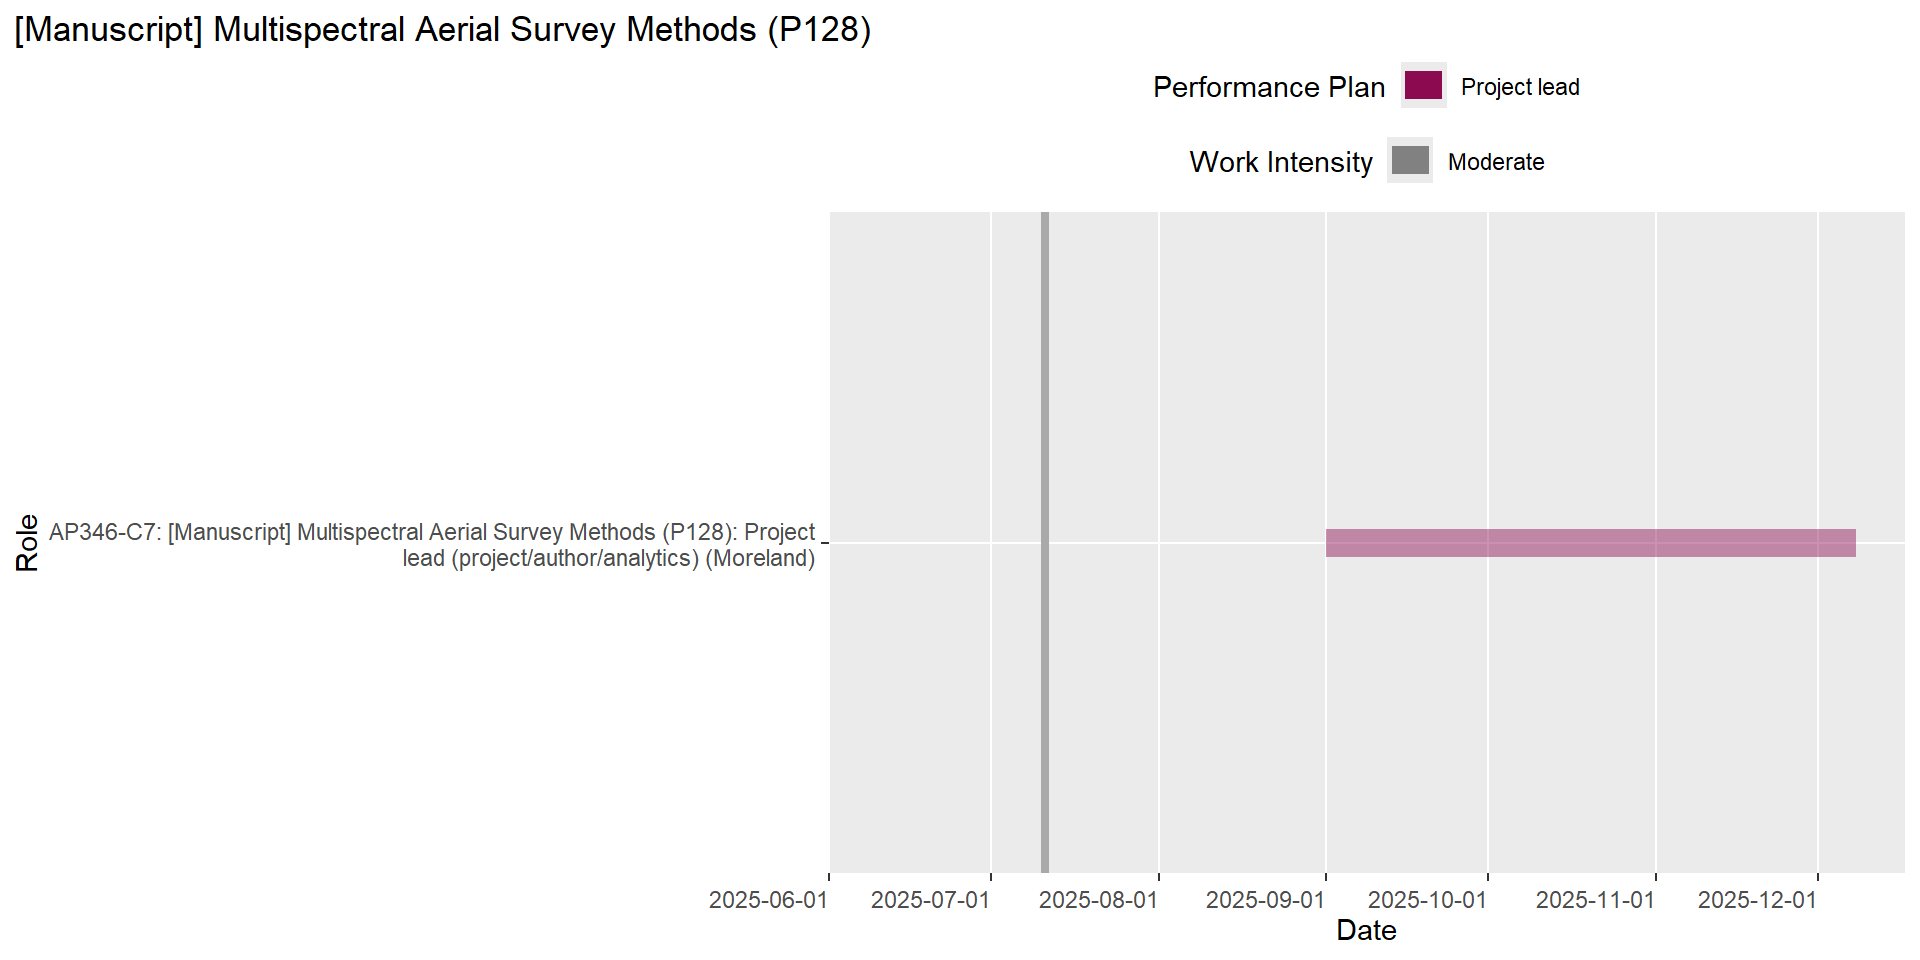 [Manuscript] Multispectral Aerial Survey Methods (P128)
Performance Plan Project lead
Work Intensity Moderate
Role
AP346-C7: [Manuscript] Multispectral Aerial Survey Methods (P128): Project
lead (project/author/analytics) (Moreland)
2025-06-01 2025-07-01 2025-08-01 2025-09-01 2025-10-01 2025-11-01 2025-12-01
Date